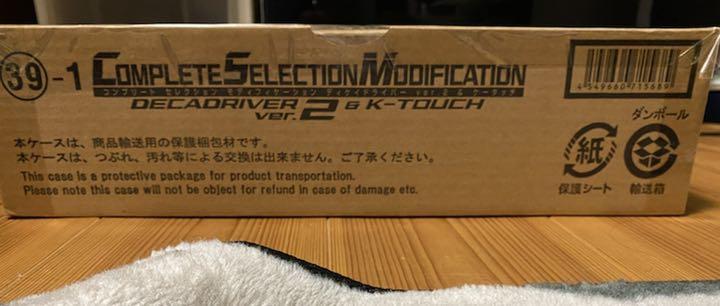 39-1 COMPLETE SELECTION MODIFICATION
コンプリート セレクション モディフィケーション ディケイドライバー ver.2 & ケータッチ
DECADRIVER ver.2 & K-TOUCH
本ケースは、商品輸送用の保護梱包材です。
本ケースは、つぶれ、汚れ等による交換は出来ません。ご了承ください。
This case is a protective package for product transportation.
Please note this case will not be object for refund in case of damage etc.
4 549660 715689
ダンボール
紙
保護シート
輸送箱